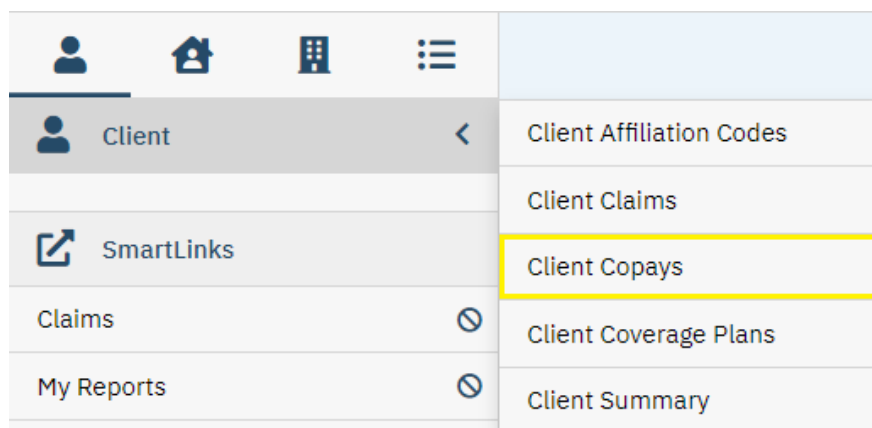 Client
SmartLinks
Claims
My Reports
Client Affiliation Codes
Client Claims
Client Copays
Client Coverage Plans
Client Summary